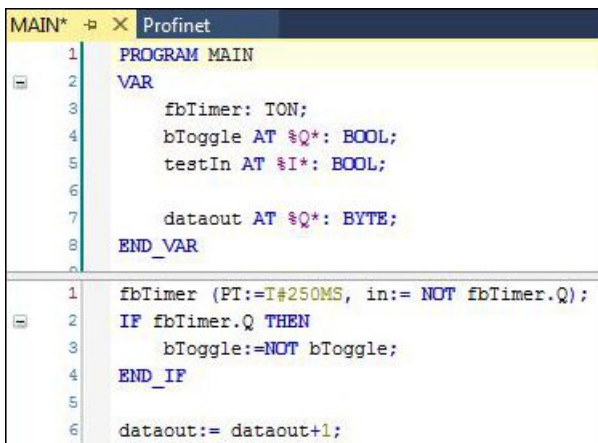 MAIN* Profinet
1 PROGRAM MAIN
2 VAR
3 fbTimer: TON;
4 bToggle AT %Q*: BOOL;
5 testIn AT %I*: BOOL;
6
7 dataout AT %Q*: BYTE;
8 END_VAR
1 fbTimer (PT:=T#250MS, in:= NOT fbTimer.Q);
2 IF fbTimer.Q THEN
3 bToggle:=NOT bToggle;
4 END_IF
5
6 dataout:= dataout+1;